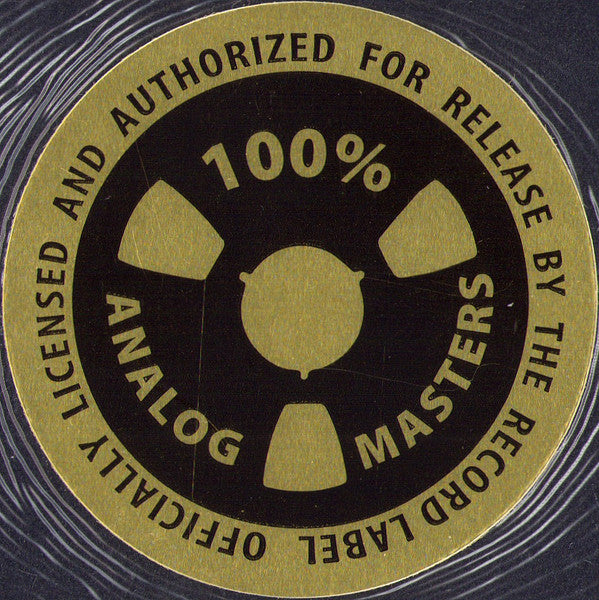 OFFICIALLY LICENSED AND AUTHORIZED FOR RELEASE BY THE RECORD LABEL
100%
ANALOG
MASTERS